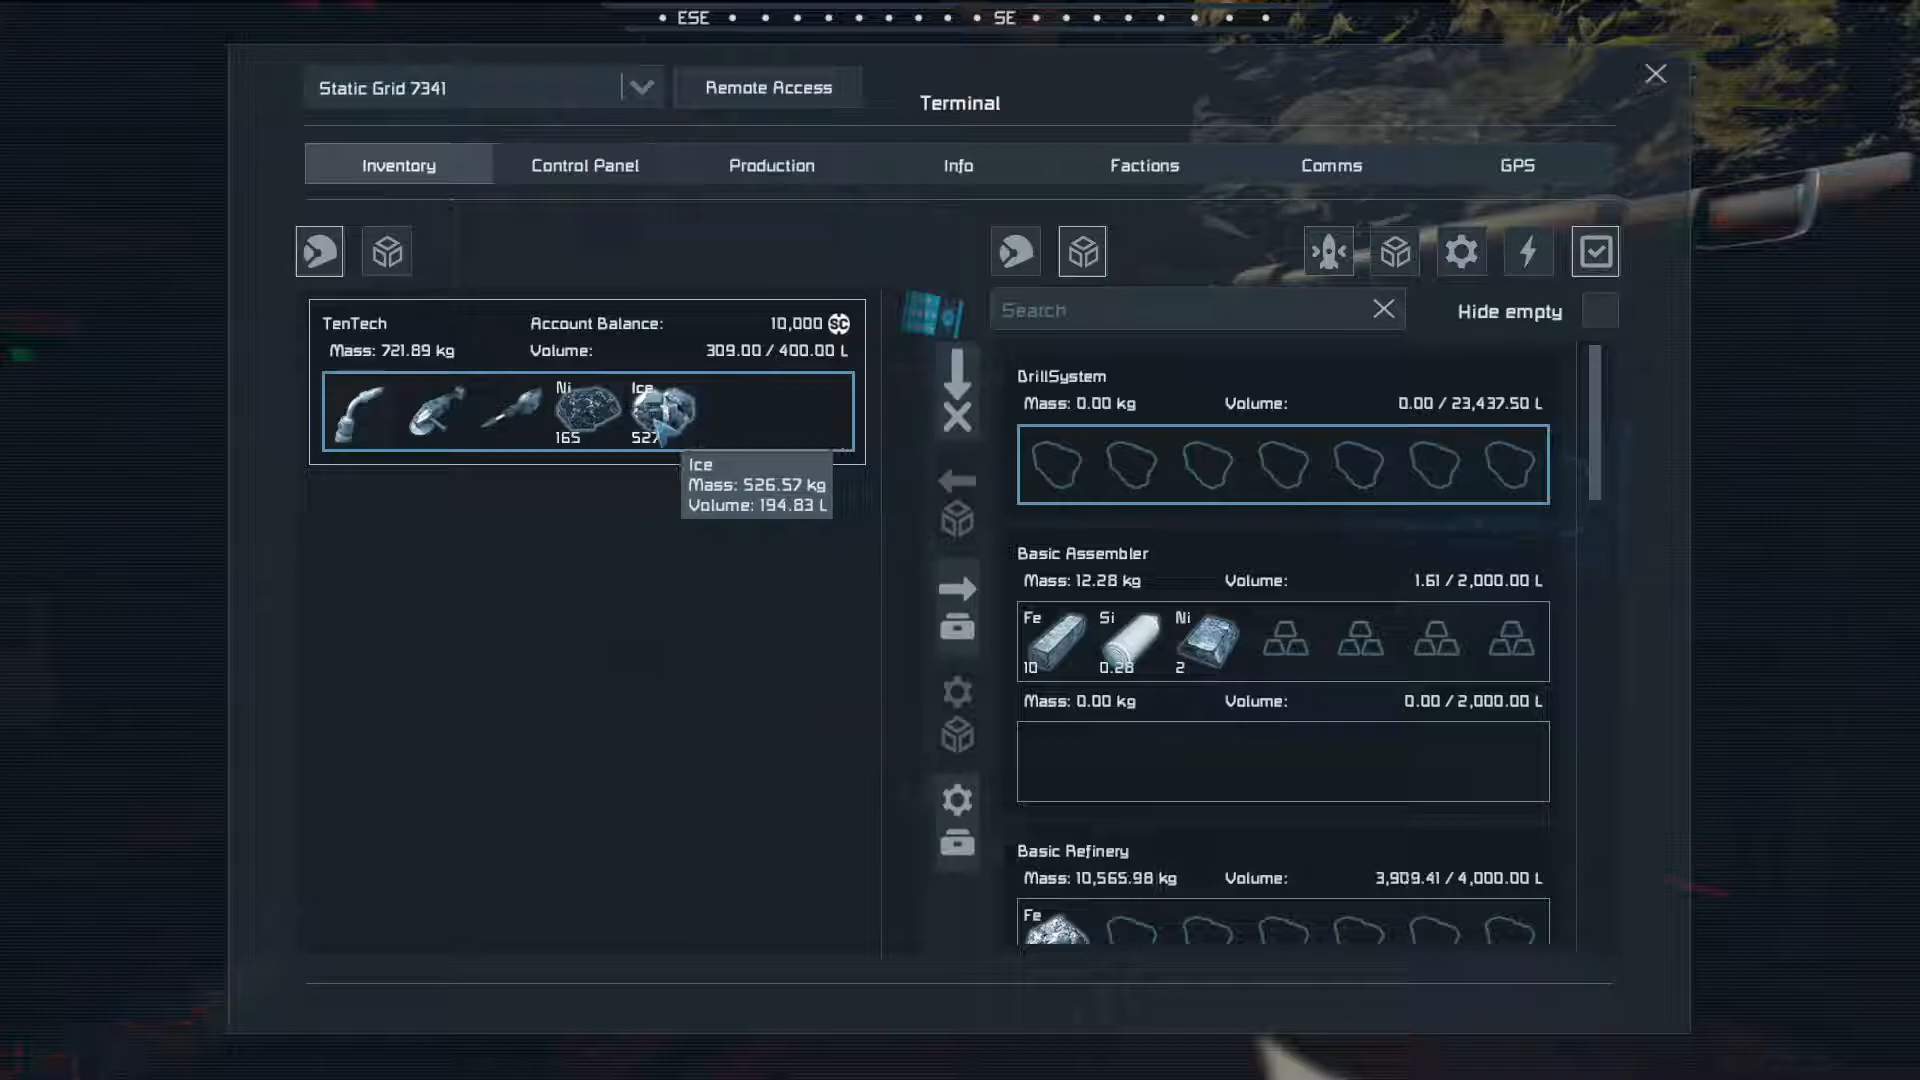 ESE SE
Static Grid 7341
Remote Access
Terminal
Inventory
Control Panel
Production
Info
Factions
Comms
GPS
TenTech
Account Balance: 10,000 SC
Mass: 721.89 kg
Volume: 309.00 / 400.00 L
Ni
165
Ice
527
Ice
Mass: 526.57 kg
Volume: 194.83 L
Search
Hide empty
DrillSystem
Mass: 0.00 kg
Volume: 0.00 / 23,437.50 L
Basic Assembler
Mass: 12.28 kg
Volume: 1.61 / 2,000.00 L
Fe
10
Si
0.28
Ni
2
Mass: 0.00 kg
Volume: 0.00 / 2,000.00 L
Basic Refinery
Mass: 10,565.98 kg
Volume: 3,909.41 / 4,000.00 L
Fe